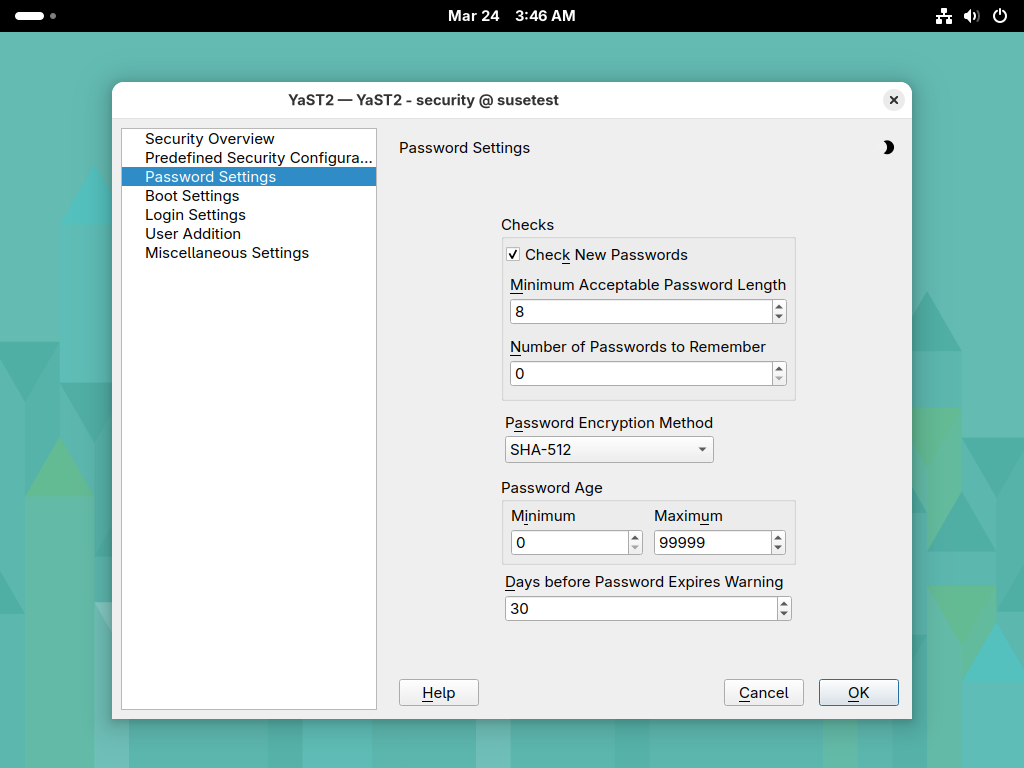 Mar 24 3:46 AM
YaST2 — YaST2 - security @ susetest
Security Overview
Predefined Security Configura...
Password Settings
Boot Settings
Login Settings
User Addition
Miscellaneous Settings
Password Settings
Checks
Check New Passwords
Minimum Acceptable Password Length
8
Number of Passwords to Remember
0
Password Encryption Method
SHA-512
Password Age
Minimum Maximum
0 99999
Days before Password Expires Warning
30
Help Cancel OK